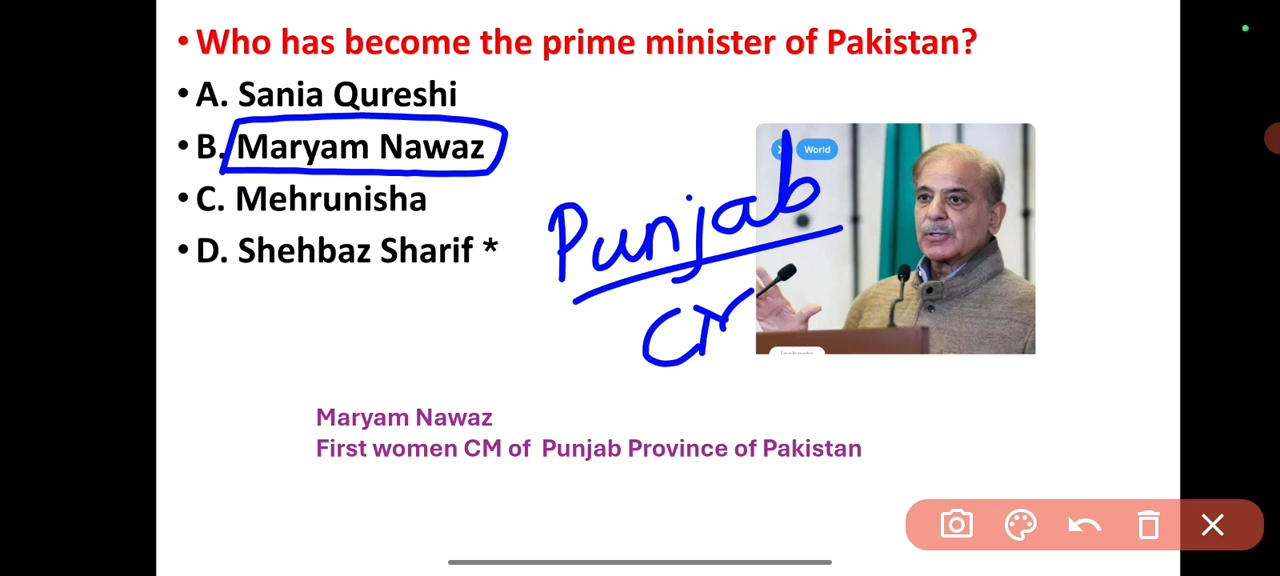 • Who has become the prime minister of Pakistan?
• A. Sania Qureshi
• B. Maryam Nawaz
• C. Mehrunisha
• D. Shehbaz Sharif *
World
Punjab
CM
Maryam Nawaz
First women CM of Punjab Province of Pakistan